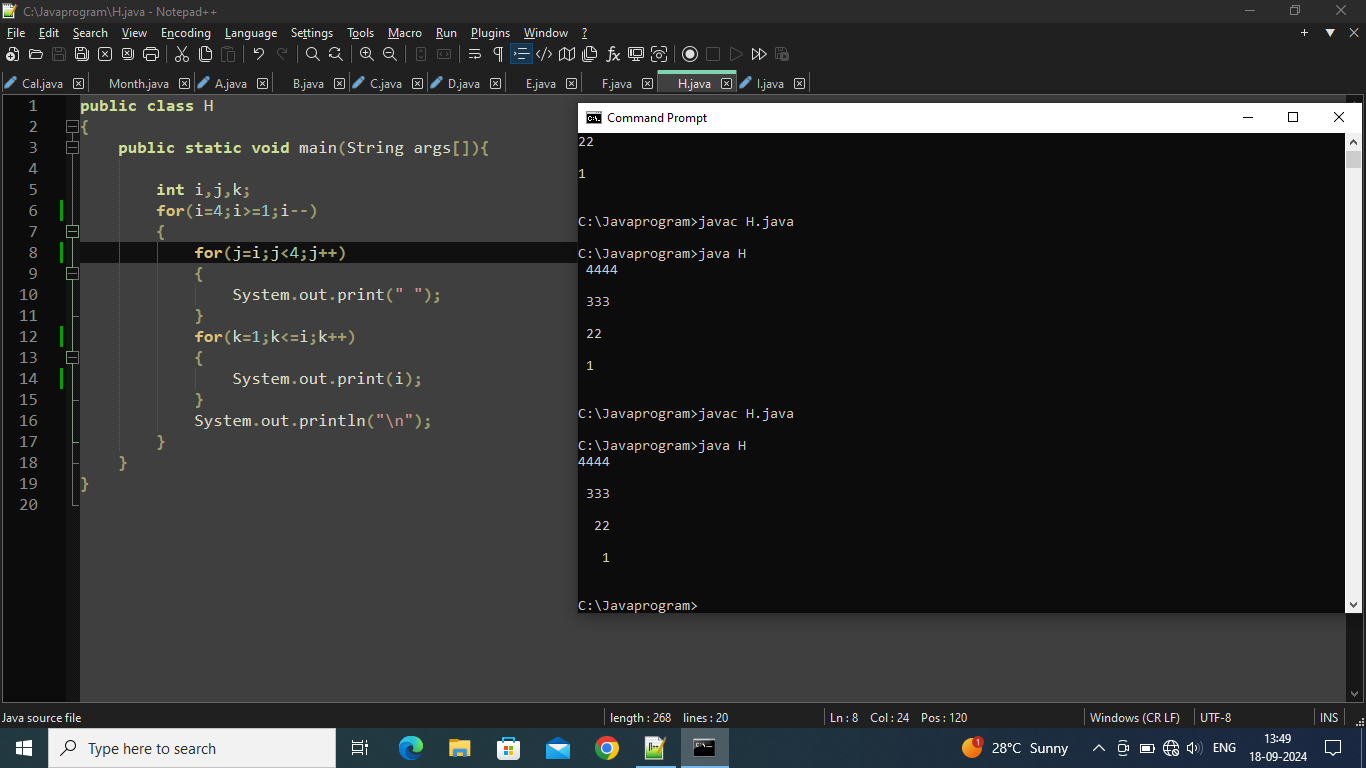 C:\Javaprogram\H.java - Notepad++
File Edit Search View Encoding Language Settings Tools Macro Run Plugins Window ?
Cal.java Month.java A.java B.java C.java D.java E.java F.java H.java I.java
1 public class H
2 {
3     public static void main(String args[]){
4
5         int i,j,k;
6         for(i=4;i>=1;i--)
7         {
8             for(j=i;j<4;j++)
9             {
10                 System.out.print(" ");
11             }
12             for(k=1;k<=i;k++)
13             {
14                 System.out.print(i);
15             }
16             System.out.println("\n");
17         }
18     }
19 }
20
Command Prompt
22
1
C:\Javaprogram>javac H.java
C:\Javaprogram>java H
 4444
 333
 22
 1
C:\Javaprogram>javac H.java
C:\Javaprogram>java H
4444
 333
  22
   1
C:\Javaprogram>
Java source file length : 268 lines : 20 Ln : 8 Col : 24 Pos : 120 Windows (CR LF) UTF-8 INS
Type here to search
1
28°C Sunny
ENG
13:49
18-09-2024